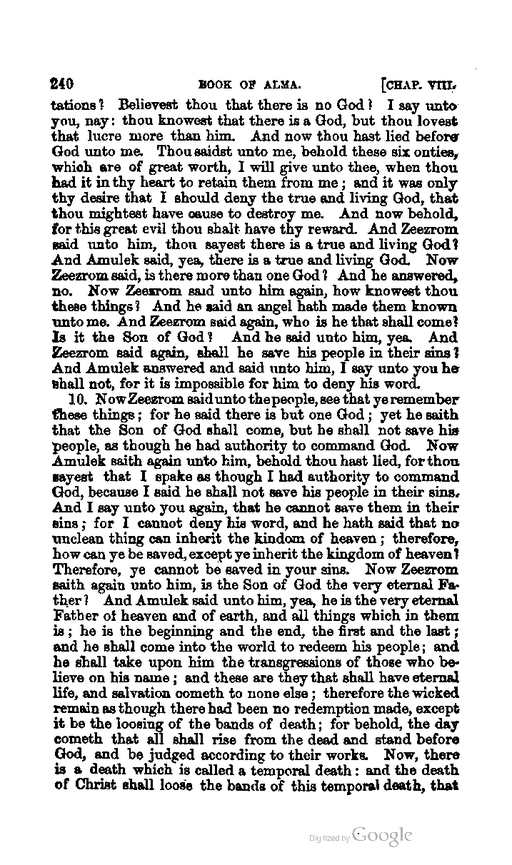 240 BOOK OF ALMA. [CHAP. VIII.
tations? Believest thou that there is no God? I say unto
you, nay: thou knowest that there is a God, but thou lovest
that lucre more than him. And now thou hast lied before
God unto me. Thou saidst unto me, behold these six onties,
which are of great worth, I will give unto thee, when thou
had it in thy heart to retain them from me; and it was only
thy desire that I should deny the true and living God, that
thou mightest have cause to destroy me. And now behold,
for this great evil thou shalt have thy reward. And Zeezrom
said unto him, thou sayest there is a true and living God?
And Amulek said, yea, there is a true and living God. Now
Zeezrom said, is there more than one God? And he answered,
no. Now Zeezrom said unto him again, how knowest thou
these things? And he said an angel hath made them known
unto me. And Zeezrom said again, who is he that shall come?
Is it the Son of God? And he said unto him, yea. And
Zeezrom said again, shall he save his people in their sins?
And Amulek answered and said unto him, I say unto you he
shall not, for it is impossible for him to deny his word.
10. Now Zeezrom said unto the people, see that ye remember
these things; for he said there is but one God; yet he saith
that the Son of God shall come, but he shall not save his
people, as though he had authority to command God. Now
Amulek saith again unto him, behold thou hast lied, for thou
sayest that I spake as though I had authority to command
God, because I said he shall not save his people in their sins.
And I say unto you again, that he cannot save them in their
sins; for I cannot deny his word, and he hath said that no
unclean thing can inherit the kindom of heaven; therefore,
how can ye be saved, except ye inherit the kingdom of heaven?
Therefore, ye cannot be saved in your sins. Now Zeezrom
saith again unto him, is the Son of God the very eternal Fa-
ther? And Amulek said unto him, yea, he is the very eternal
Father of heaven and of earth, and all things which in them
is; he is the beginning and the end, the first and the last;
and he shall come into the world to redeem his people; and
he shall take upon him the transgressions of those who be-
lieve on his name; and these are they that shall have eternal
life, and salvation cometh to none else; therefore the wicked
remain as though there had been no redemption made, except
it be the loosing of the bands of death; for behold, the day
cometh that all shall rise from the dead and stand before
God, and be judged according to their works. Now, there
is a death which is called a temporal death: and the death
of Christ shall loose the bands of this temporal death, that
Digitized by Google